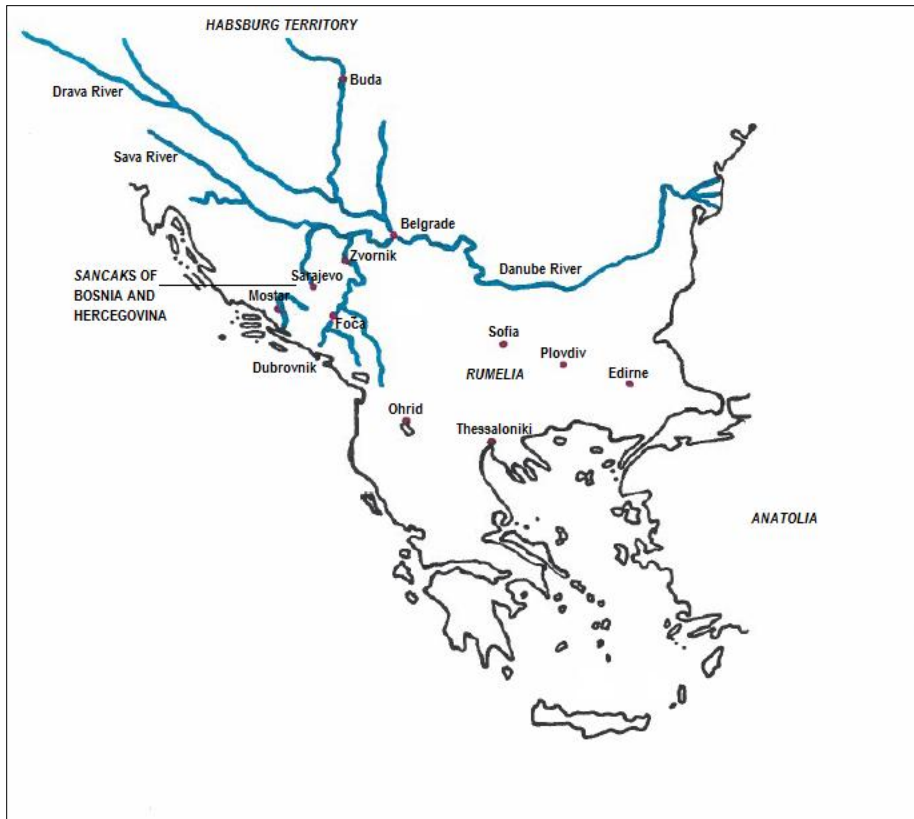 HABSBURG TERRITORY
Buda
Drava River
Sava River
Belgrade
Zvornik
Danube River
SANCAKS OF
BOSNIA AND
HERCEGOVINA
Sarajevo
Mostar
Foča
Sofia
Dubrovnik
Plovdiv
RUMELIA
Edirne
Ohrid
Thessaloniki
ANATOLIA